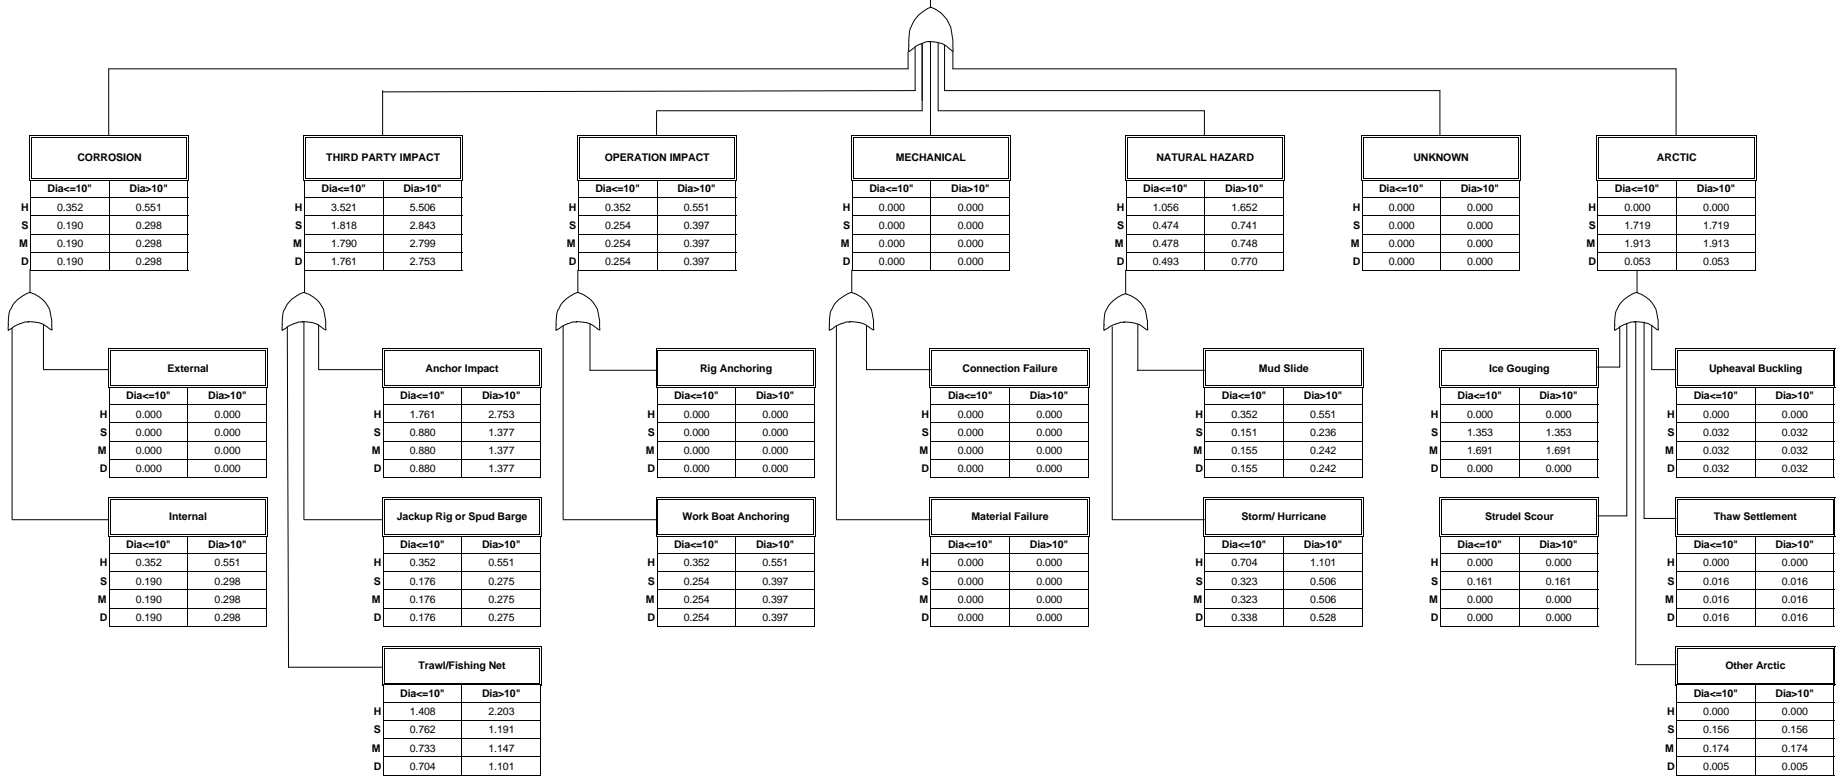 CORROSION THIRD PARTY IMPACT OPERATION IMPACT MECHANICAL NATURAL HAZARD UNKNOWN ARCTIC
Dia<=10" Dia>10" Dia<=10" Dia>10" Dia<=10" Dia>10" Dia<=10" Dia>10" Dia<=10" Dia>10" Dia<=10" Dia>10" Dia<=10" Dia>10"
H 0.352 0.551 H 3.521 5.506 H 0.352 0.551 H 0.000 0.000 H 1.056 1.652 H 0.000 0.000 H 0.000 0.000
S 0.190 0.298 S 1.818 2.843 S 0.254 0.397 S 0.000 0.000 S 0.474 0.741 S 0.000 0.000 S 1.719 1.719
M 0.190 0.298 M 1.790 2.799 M 0.254 0.397 M 0.000 0.000 M 0.478 0.748 M 0.000 0.000 M 1.913 1.913
D 0.190 0.298 D 1.761 2.753 D 0.254 0.397 D 0.000 0.000 D 0.493 0.770 D 0.000 0.000 D 0.053 0.053
External Anchor Impact Rig Anchoring Connection Failure Mud Slide Ice Gouging Upheaval Buckling
Dia<=10" Dia>10" Dia<=10" Dia>10" Dia<=10" Dia>10" Dia<=10" Dia>10" Dia<=10" Dia>10" Dia<=10" Dia>10" Dia<=10" Dia>10"
H 0.000 0.000 H 1.761 2.753 H 0.000 0.000 H 0.000 0.000 H 0.352 0.551 H 0.000 0.000 H 0.000 0.000
S 0.000 0.000 S 0.880 1.377 S 0.000 0.000 S 0.000 0.000 S 0.151 0.236 S 1.353 1.353 S 0.032 0.032
M 0.000 0.000 M 0.880 1.377 M 0.000 0.000 M 0.000 0.000 M 0.155 0.242 M 1.691 1.691 M 0.032 0.032
D 0.000 0.000 D 0.880 1.377 D 0.000 0.000 D 0.000 0.000 D 0.155 0.242 D 0.000 0.000 D 0.032 0.032
Internal Jackup Rig or Spud Barge Work Boat Anchoring Material Failure Storm/ Hurricane Strudel Scour Thaw Settlement
Dia<=10" Dia>10" Dia<=10" Dia>10" Dia<=10" Dia>10" Dia<=10" Dia>10" Dia<=10" Dia>10" Dia<=10" Dia>10" Dia<=10" Dia>10"
H 0.352 0.551 H 0.352 0.551 H 0.352 0.551 H 0.000 0.000 H 0.704 1.101 H 0.000 0.000 H 0.000 0.000
S 0.190 0.298 S 0.176 0.275 S 0.254 0.397 S 0.000 0.000 S 0.323 0.506 S 0.161 0.161 S 0.016 0.016
M 0.190 0.298 M 0.176 0.275 M 0.254 0.397 M 0.000 0.000 M 0.323 0.506 M 0.000 0.000 M 0.016 0.016
D 0.190 0.298 D 0.176 0.275 D 0.254 0.397 D 0.000 0.000 D 0.338 0.528 D 0.000 0.000 D 0.016 0.016
Trawl/Fishing Net Other Arctic
Dia<=10" Dia>10" Dia<=10" Dia>10"
H 1.408 2.203 H 0.000 0.000
S 0.762 1.191 S 0.156 0.156
M 0.733 1.147 M 0.174 0.174
D 0.704 1.101 D 0.005 0.005